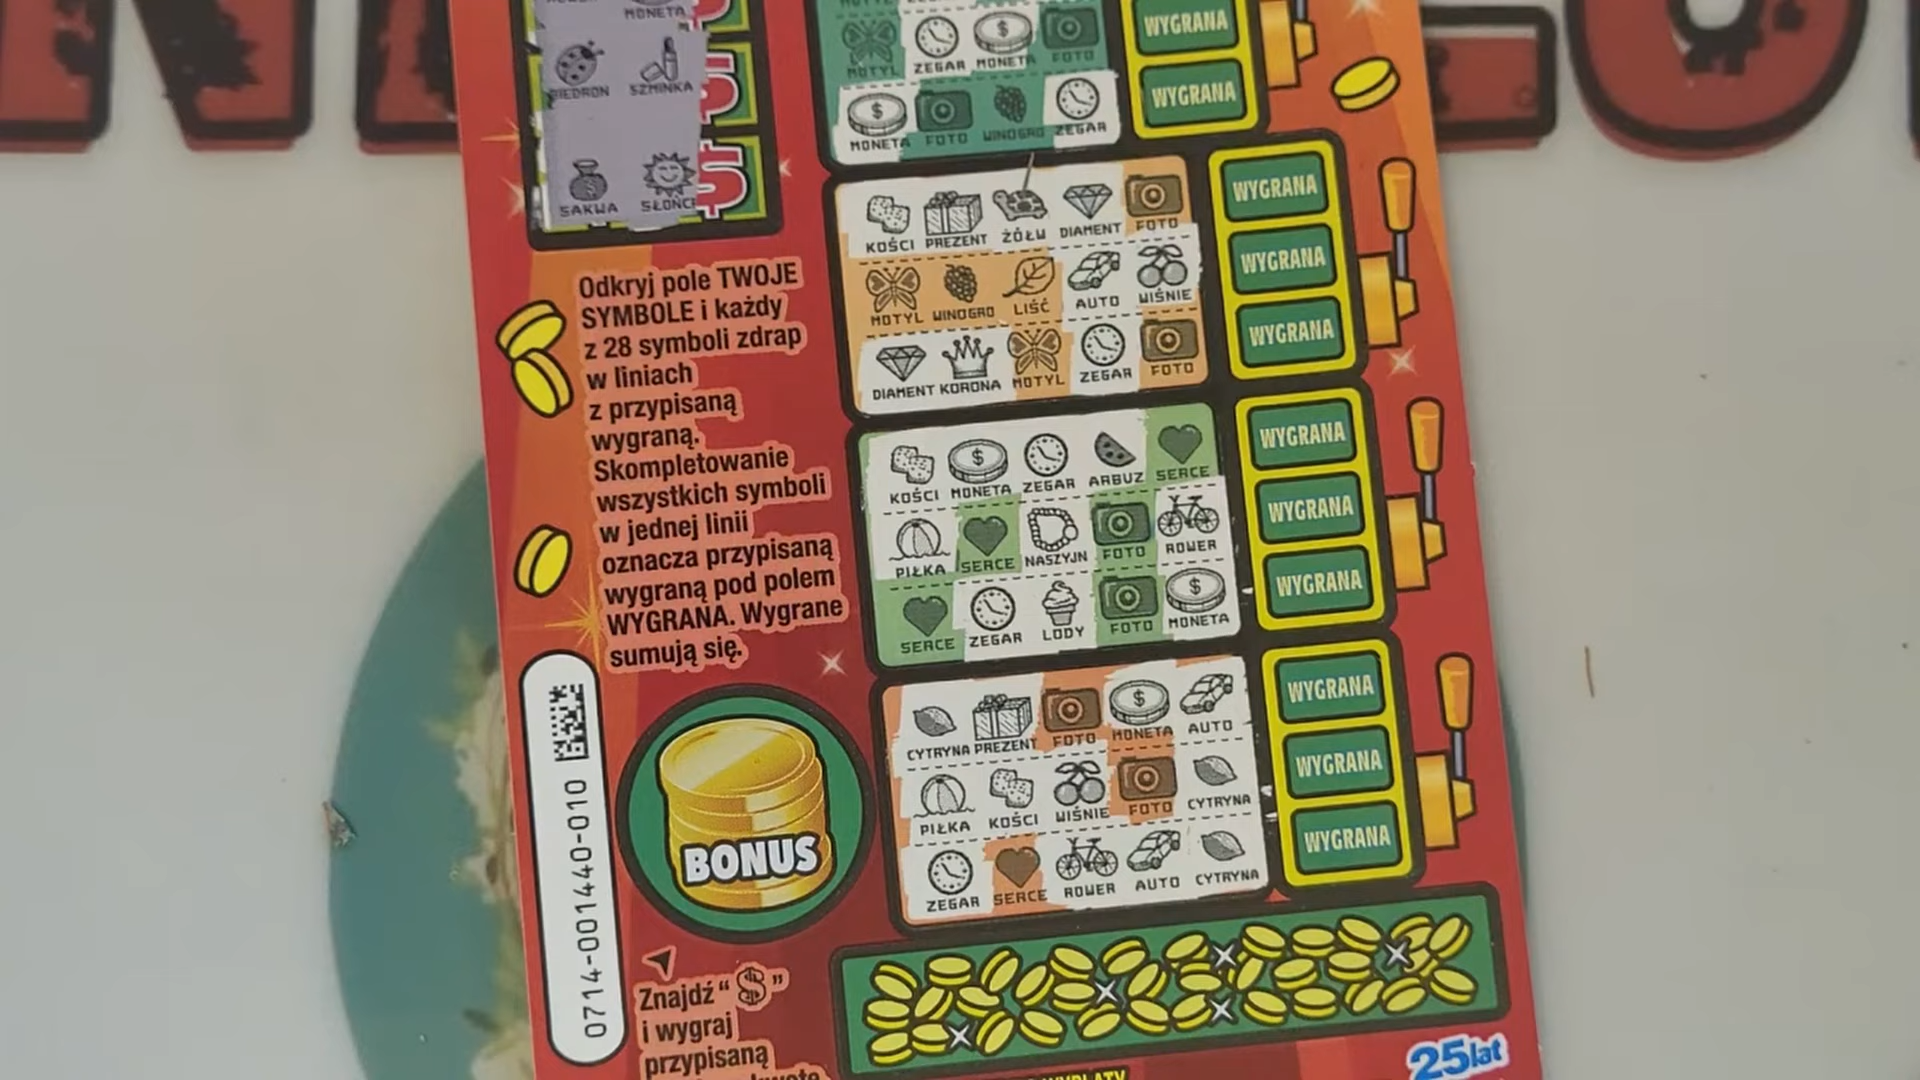 MONETA
BIEDRON SZMINKA
SAKWA SŁOŃCE
MOTYL ZEGAR MONETA FOTO
MONETA FOTO WINOGRO ZEGAR
WYGRANA
WYGRANA
KOŚCI PREZENT ŻÓŁW DIAMENT FOTO
MOTYL WINOGRO LIŚĆ AUTO WIŚNIE
DIAMENT KORONA MOTYL ZEGAR FOTO
WYGRANA
WYGRANA
WYGRANA
Odkryj pole TWOJE
SYMBOLE i każdy
z 28 symboli zdrap
w liniach
z przypisaną
wygraną.
Skompletowanie
wszystkich symboli
w jednej linii
oznacza przypisaną
wygraną pod polem
WYGRANA. Wygrane
sumują się.
KOŚCI MONETA ZEGAR ARBUZ SERCE
PIŁKA SERCE NASZYJN FOTO ROWER
SERCE ZEGAR LODY FOTO MONETA
WYGRANA
WYGRANA
WYGRANA
CYTRYNA PREZENT FOTO MONETA AUTO
PIŁKA KOŚCI WIŚNIE FOTO CYTRYNA
ZEGAR SERCE ROWER AUTO CYTRYNA
WYGRANA
WYGRANA
WYGRANA
0714-001440-010
BONUS
Znajdź “$”
i wygraj
przypisaną
25lat